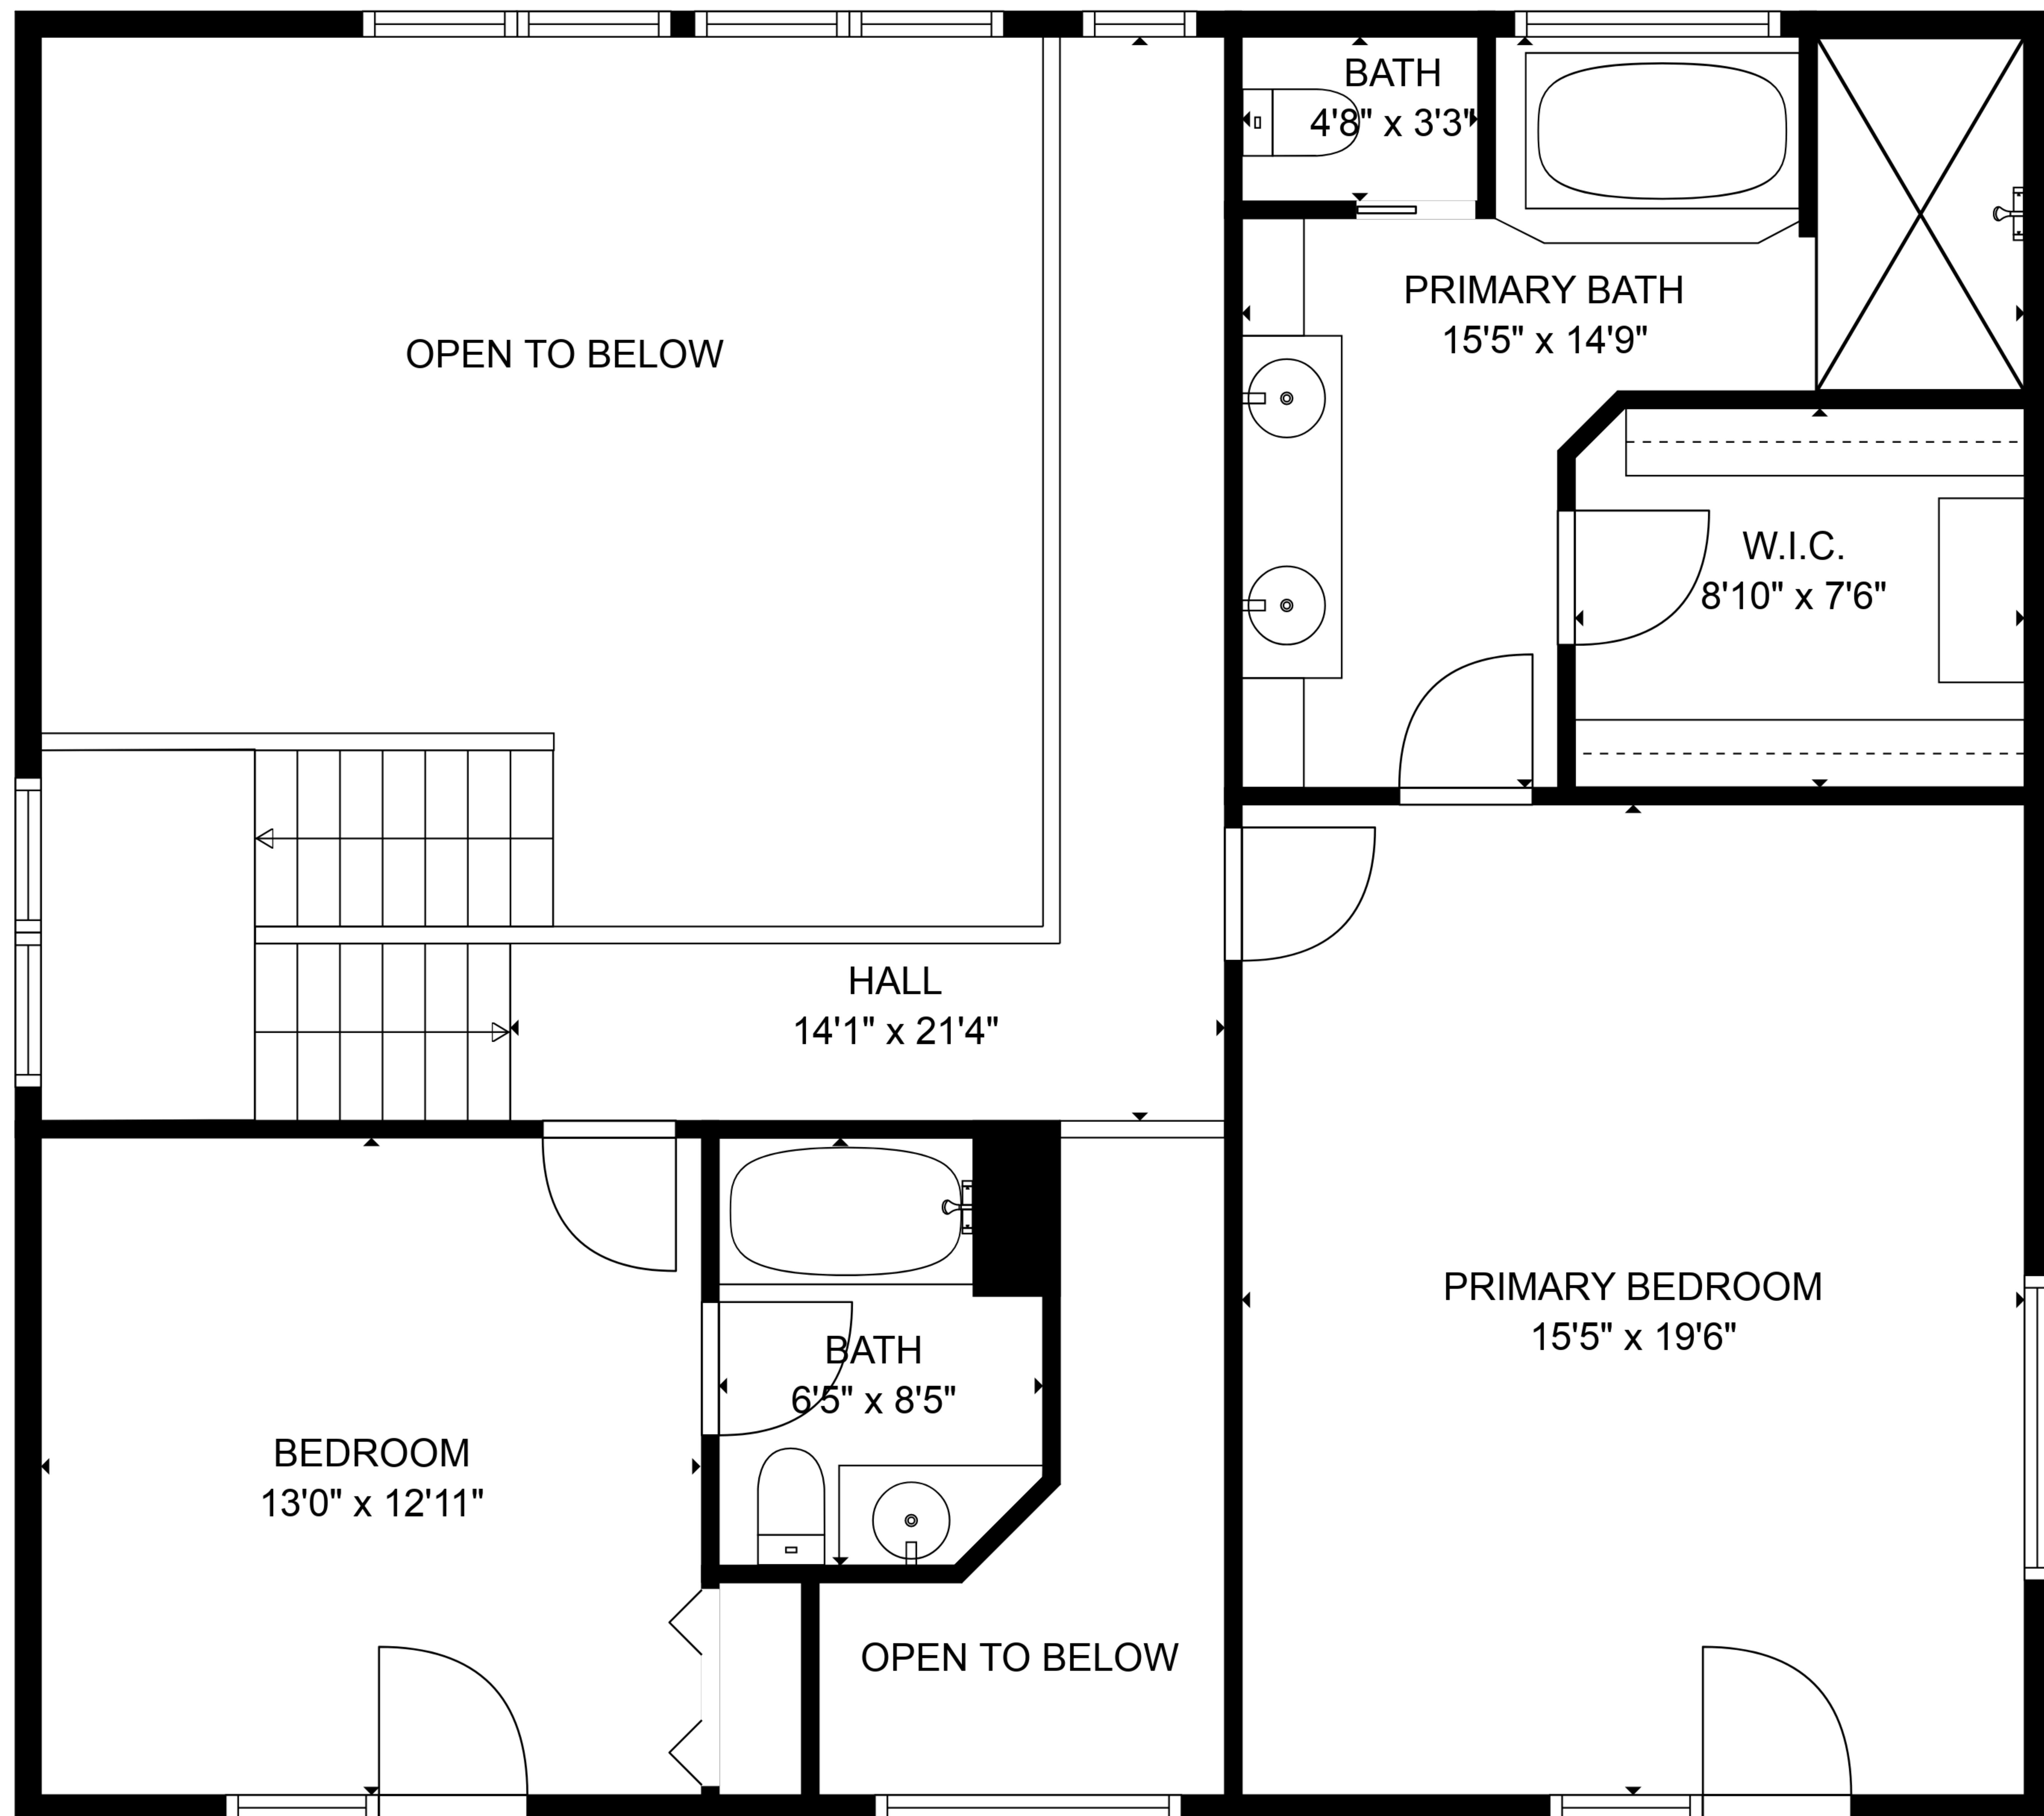 BATH
4'8" x 3'3"
PRIMARY BATH
15'5" x 14'9"
OPEN TO BELOW
W.I.C.
8'10" x 7'6"
HALL
14'1" x 21'4"
PRIMARY BEDROOM
15'5" x 19'6"
BATH
6'5" x 8'5"
BEDROOM
13'0" x 12'11"
OPEN TO BELOW